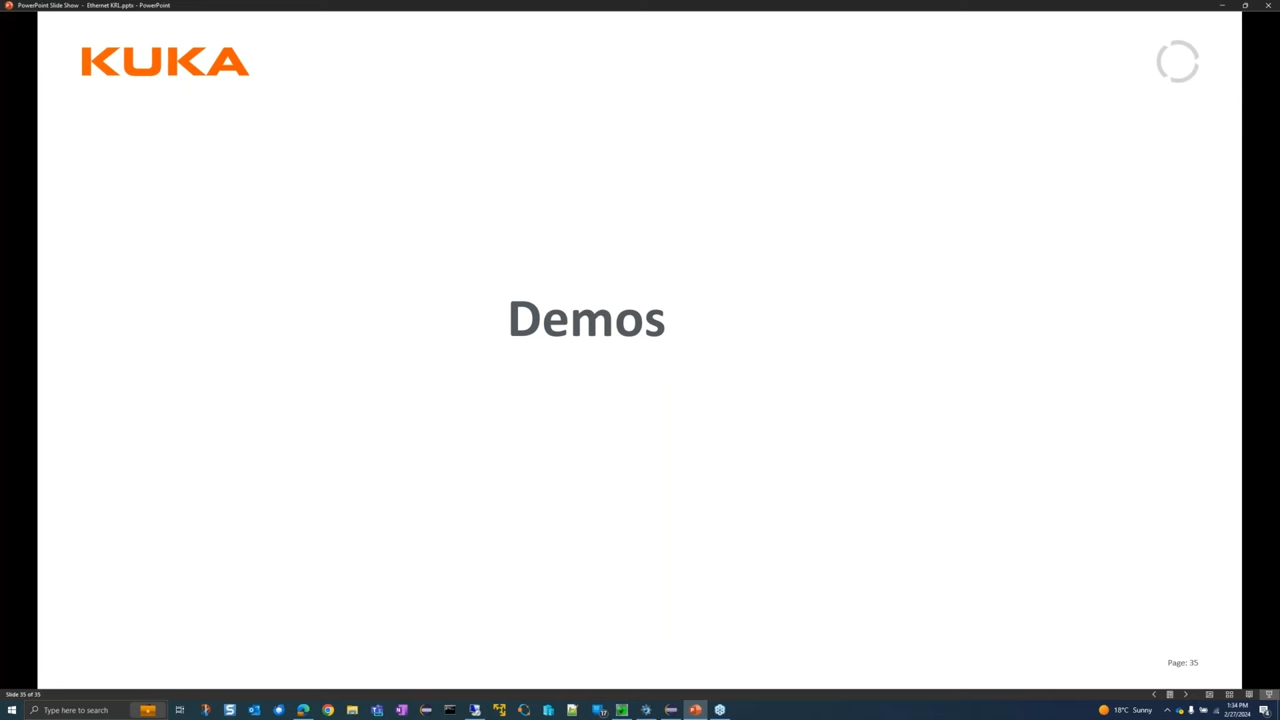 PowerPoint Slide Show - Ethernet KRL.pptx - PowerPoint
KUKA
Demos
Page: 35
Slide 35 of 35
Type here to search
17
18°C Sunny
1:34 PM
2/27/2024